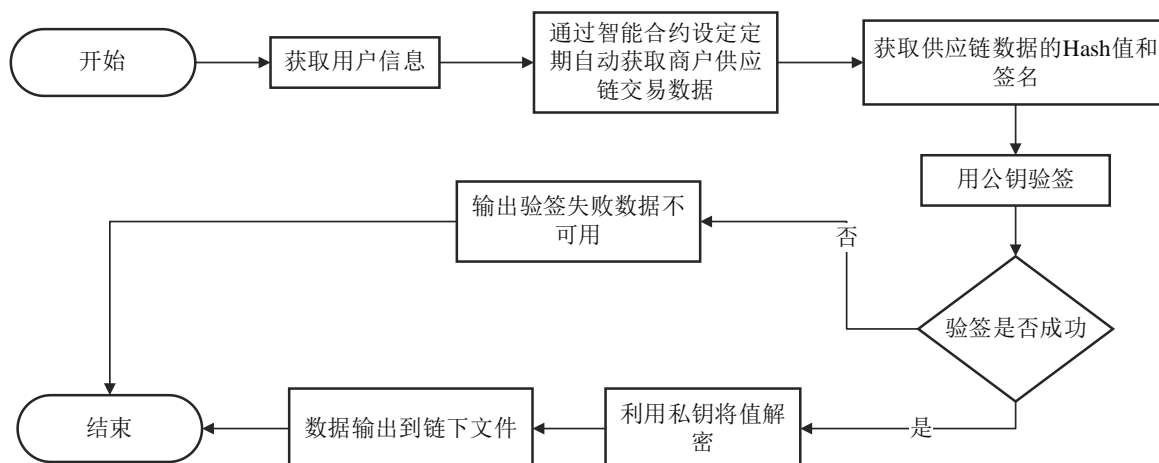 开始
获取用户信息
通过智能合约设定定
期自动获取商户供应
链交易数据
获取供应链数据的Hash值和
签名
用公钥验签
输出验签失败数据不
可用
否
验签是否成功
结束
数据输出到链下文件
利用私钥将值解
密
是